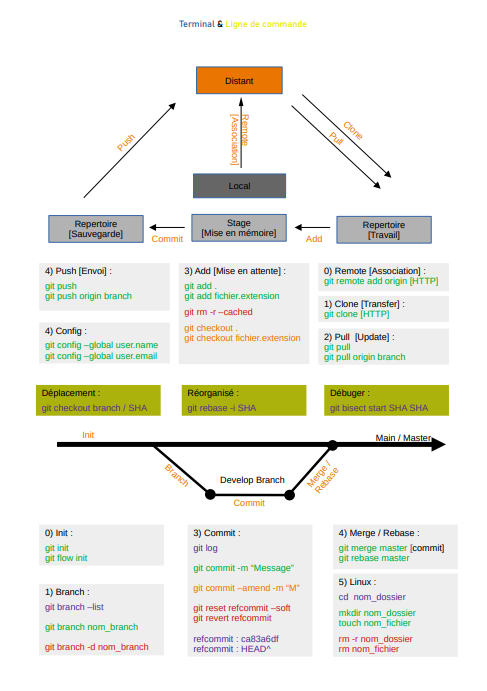 Terminal & Ligne de commande
Distant
Push
Remote
[Association]
Clone
Pull
Local
Repertoire
[Sauvegarde]
Commit
Stage
[Mise en mémoire]
Add
Repertoire
[Travail]
4) Push [Envoi] :
git push
git push origin branch
4) Config :
git config –global user.name
git config –global user.email
3) Add [Mise en attente] :
git add .
git add fichier.extension
git rm -r –cached
git checkout .
git checkout fichier.extension
0) Remote [Association] :
git remote add origin [HTTP]
1) Clone [Transfer] :
git clone [HTTP]
2) Pull [Update] :
git pull
git pull origin branch
Déplacement :
git checkout branch / SHA
Réorganisé :
git rebase -i SHA
Débuger :
git bisect start SHA SHA
Init
Main / Master
Branch
Develop Branch
Commit
Merge /
Rebase
0) Init :
git init
git flow init
1) Branch :
git branch –list
git branch nom_branch
git branch -d nom_branch
3) Commit :
git log
git commit -m “Message”
git commit –amend -m “M”
git reset refcommit –soft
git revert refcommit
refcommit : ca83a6df
refcommit : HEAD^
4) Merge / Rebase :
git merge master [commit]
git rebase master
5) Linux :
cd nom_dossier
mkdir nom_dossier
touch nom_fichier
rm -r nom_dossier
rm nom_fichier